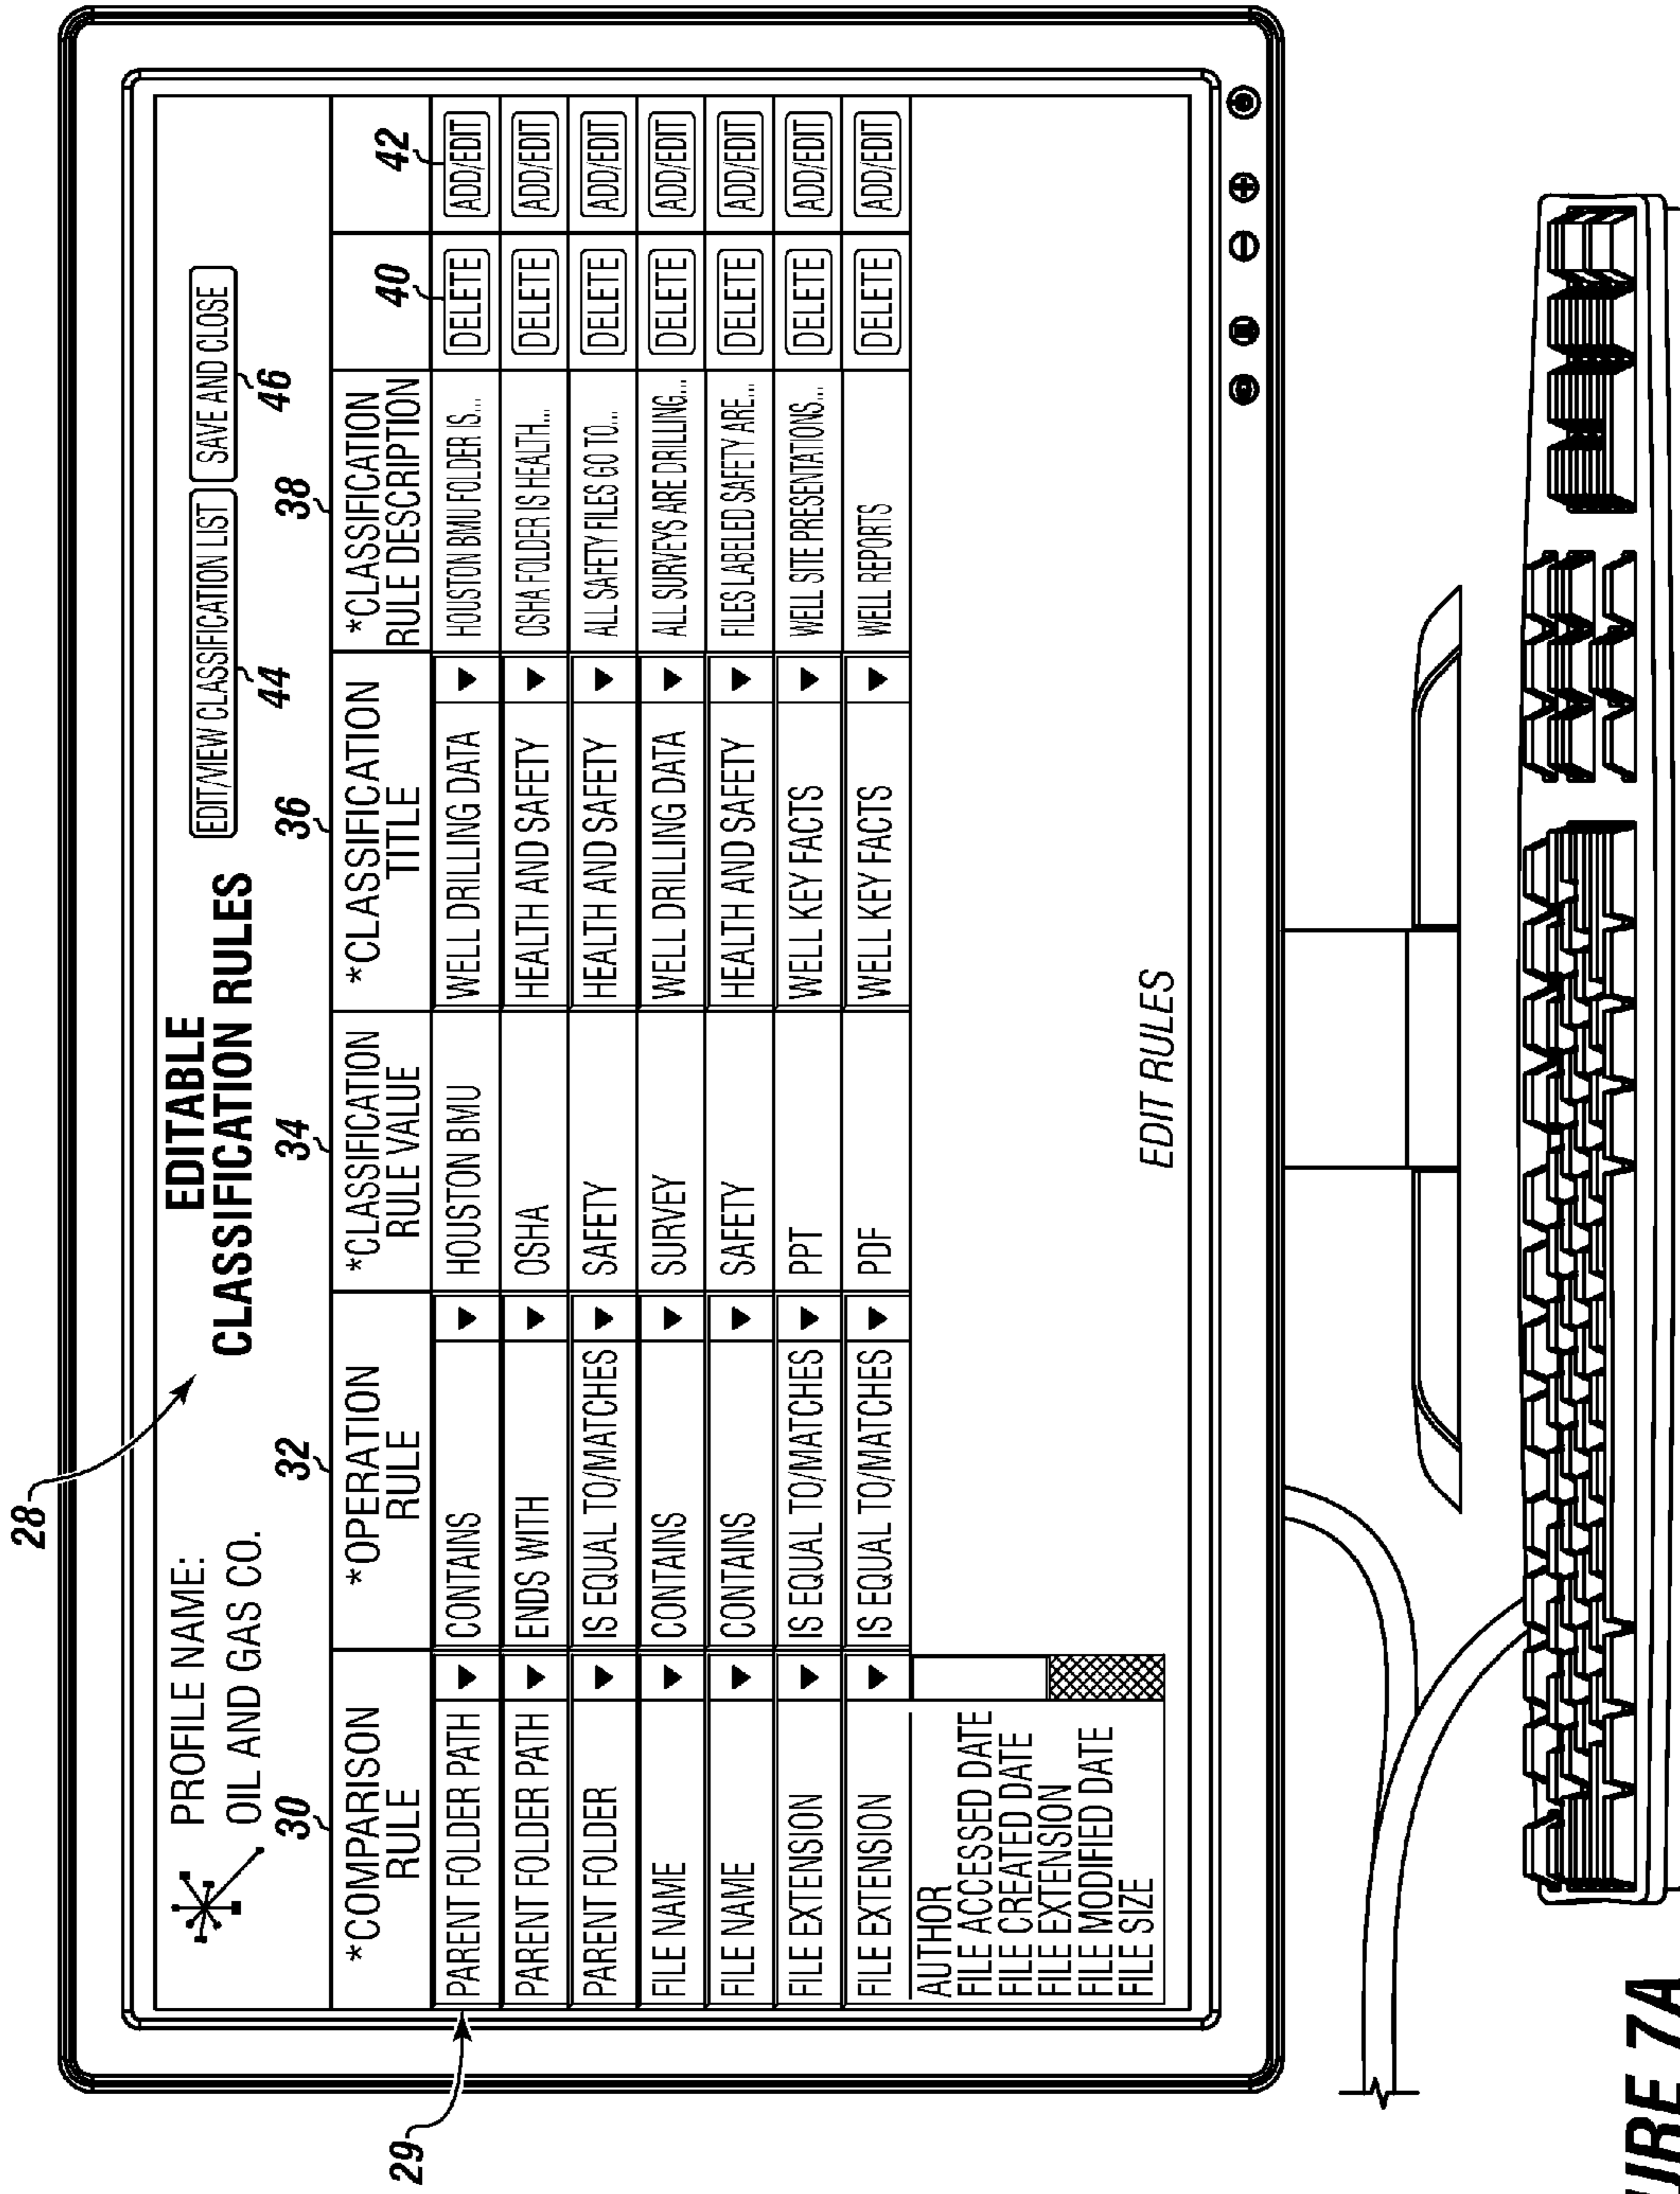 28
PROFILE NAME:
OIL AND GAS CO.
EDITABLE
CLASSIFICATION RULES
EDIT/VIEW CLASSIFICATION LIST
SAVE AND CLOSE
44
46
30
32
34
36
38
40
42
*COMPARISON
RULE
*OPERATION
RULE
*CLASSIFICATION
RULE VALUE
*CLASSIFICATION
TITLE
*CLASSIFICATION
RULE DESCRIPTION
29
PARENT FOLDER PATH CONTAINS HOUSTON BMU WELL DRILLING DATA HOUSTON BMU FOLDER IS... DELETE ADD/EDIT
PARENT FOLDER PATH ENDS WITH OSHA HEALTH AND SAFETY OSHA FOLDER IS HEALTH... DELETE ADD/EDIT
PARENT FOLDER IS EQUAL TO/MATCHES SAFETY HEALTH AND SAFETY ALL SAFETY FILES GO TO... DELETE ADD/EDIT
FILE NAME CONTAINS SURVEY WELL DRILLING DATA ALL SURVEYS ARE DRILLING... DELETE ADD/EDIT
FILE NAME CONTAINS SAFETY HEALTH AND SAFETY FILES LABELED SAFETY ARE... DELETE ADD/EDIT
FILE EXTENSION IS EQUAL TO/MATCHES PPT WELL KEY FACTS WELL SITE PRESENTATIONS... DELETE ADD/EDIT
FILE EXTENSION IS EQUAL TO/MATCHES PDF WELL KEY FACTS WELL REPORTS DELETE ADD/EDIT
AUTHOR
FILE ACCESSED DATE
FILE CREATED DATE
FILE EXTENSION
FILE MODIFIED DATE
FILE SIZE
EDIT RULES
URE 7A